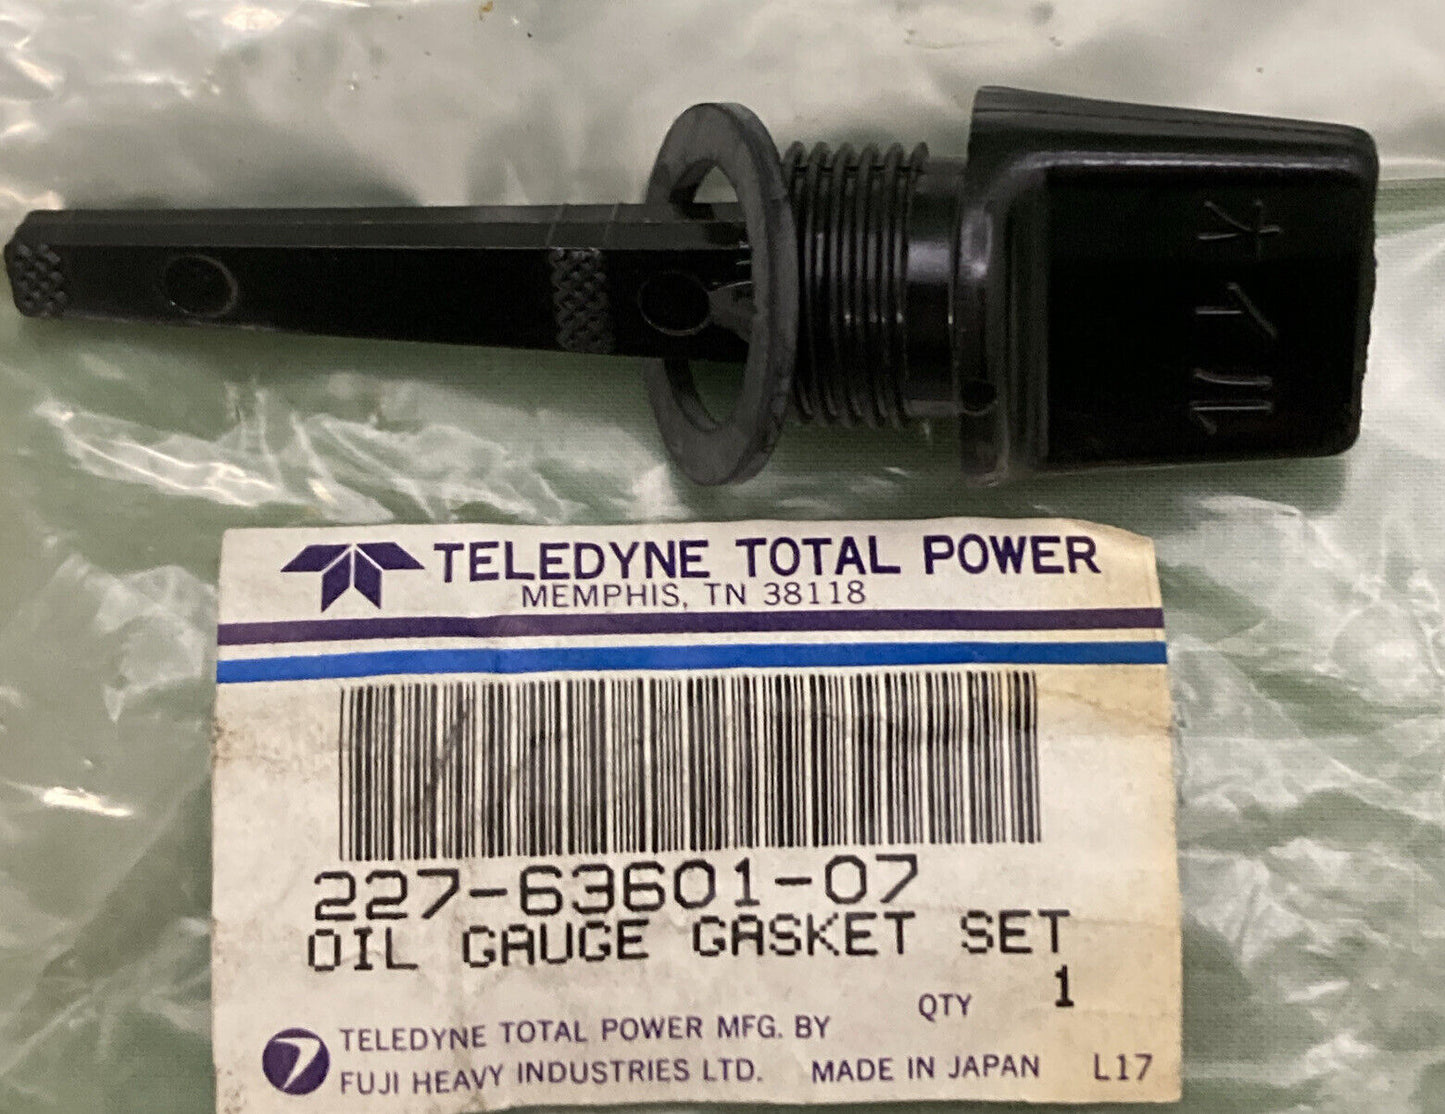 TELEDYNE TOTAL POWER
MEMPHIS, TN 38118
227-63601-07
OIL GAUGE GASKET SET
QTY 1
TELEDYNE TOTAL POWER MFG. BY
FUJI HEAVY INDUSTRIES LTD. MADE IN JAPAN L17